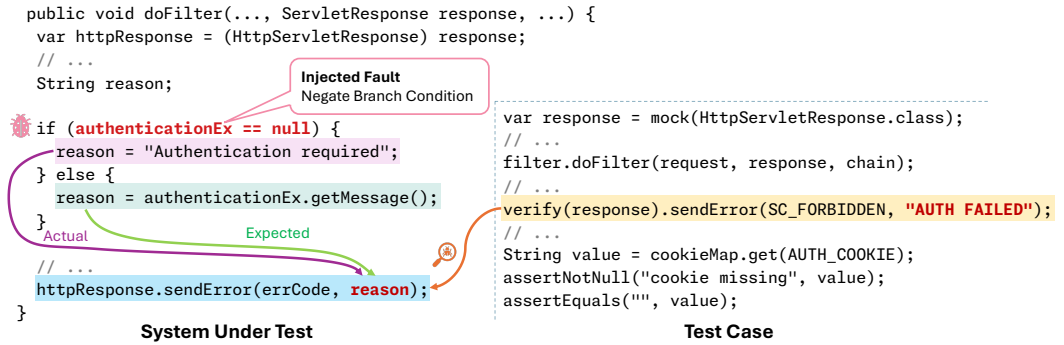 public void doFilter(..., ServletResponse response, ...) {
var httpResponse = (HttpServletResponse) response;
// ...
String reason;
Injected Fault
Negate Branch Condition
if (authenticationEx == null) {
reason = "Authentication required";
} else {
reason = authenticationEx.getMessage();
}
Actual
Expected
// ...
httpResponse.sendError(errCode, reason);
}
System Under Test
var response = mock(HttpServletResponse.class);
// ...
filter.doFilter(request, response, chain);
// ...
verify(response).sendError(SC_FORBIDDEN, "AUTH FAILED");
// ...
String value = cookieMap.get(AUTH_COOKIE);
assertNotNull("cookie missing", value);
assertEquals("", value);
Test Case